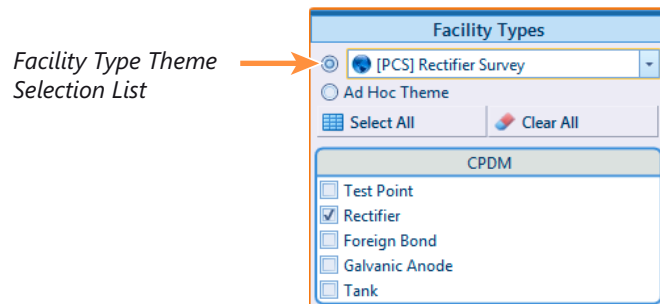 Facility Types
Facility Type Theme
Selection List
[PCS] Rectifier Survey
Ad Hoc Theme
Select All
Clear All
CPDM
Test Point
Rectifier
Foreign Bond
Galvanic Anode
Tank